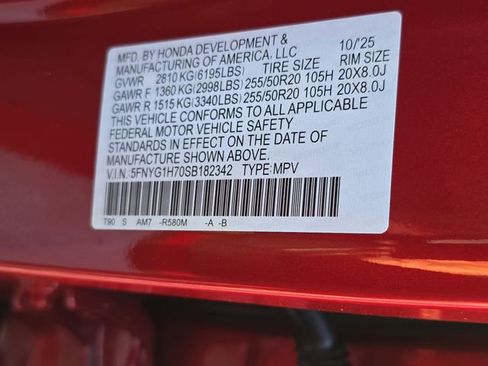 MFD. BY HONDA DEVELOPMENT & 10/'25
MANUFACTURING OF AMERICA, LLC
GVWR 2810 KG(6195LBS) TIRE SIZE RIM SIZE
GAWR F 1360 KG(2998LBS)255/50R20 105H 20X8.0J
GAWR R 1515 KG(3340LBS)255/50R20 105H 20X8.0J
THIS VEHICLE CONFORMS TO ALL APPLICABLE
FEDERAL MOTOR VEHICLE SAFETY
STANDARDS IN EFFECT ON THE DATE OF
MANUFACTURE SHOWN ABOVE.
V.I.N.: 5FNYG1H70SB182342 TYPE:MPV
T90 S AM7 -R580M -A -B